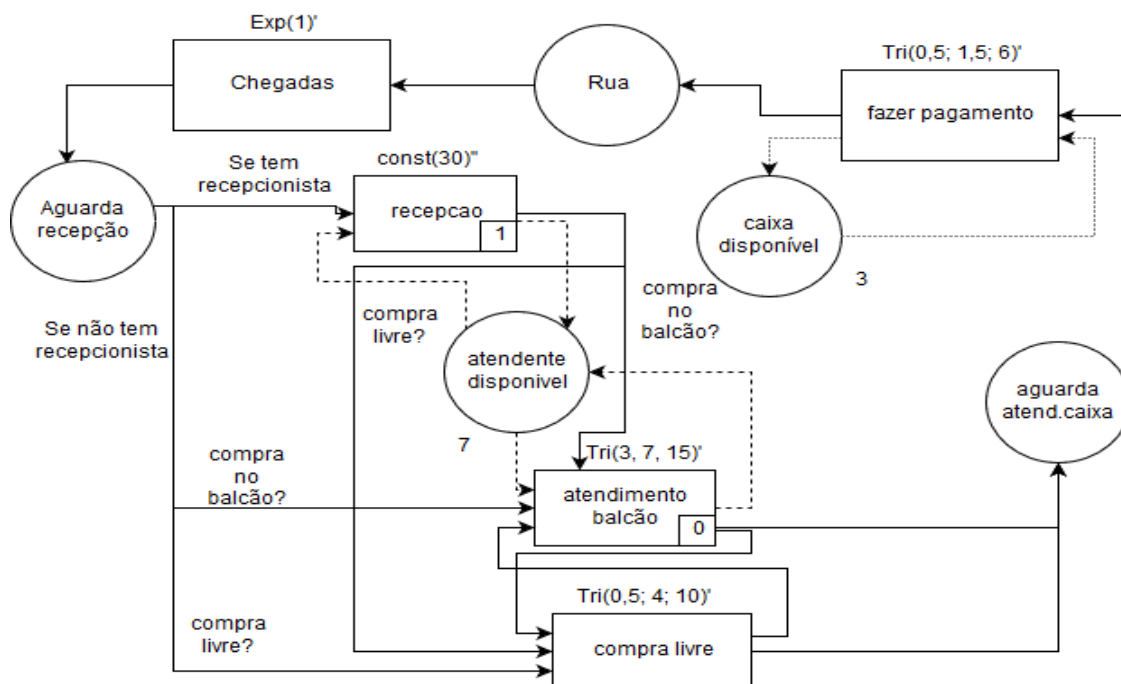 Exp(1)'
Chegadas
Rua
Tri(0,5; 1,5; 6)'
fazer pagamento
Aguarda
recepção
Se tem
recepcionista
const(30)"
recepcao
1
caixa
disponível
3
Se não tem
recepcionista
compra
livre?
compra
no
balcão?
atendente
disponivel
7
aguarda
atend.caixa
compra
no
balcão?
Tri(3, 7, 15)'
atendimento
balcão
0
Tri(0,5; 4; 10)'
compra livre
compra
livre?